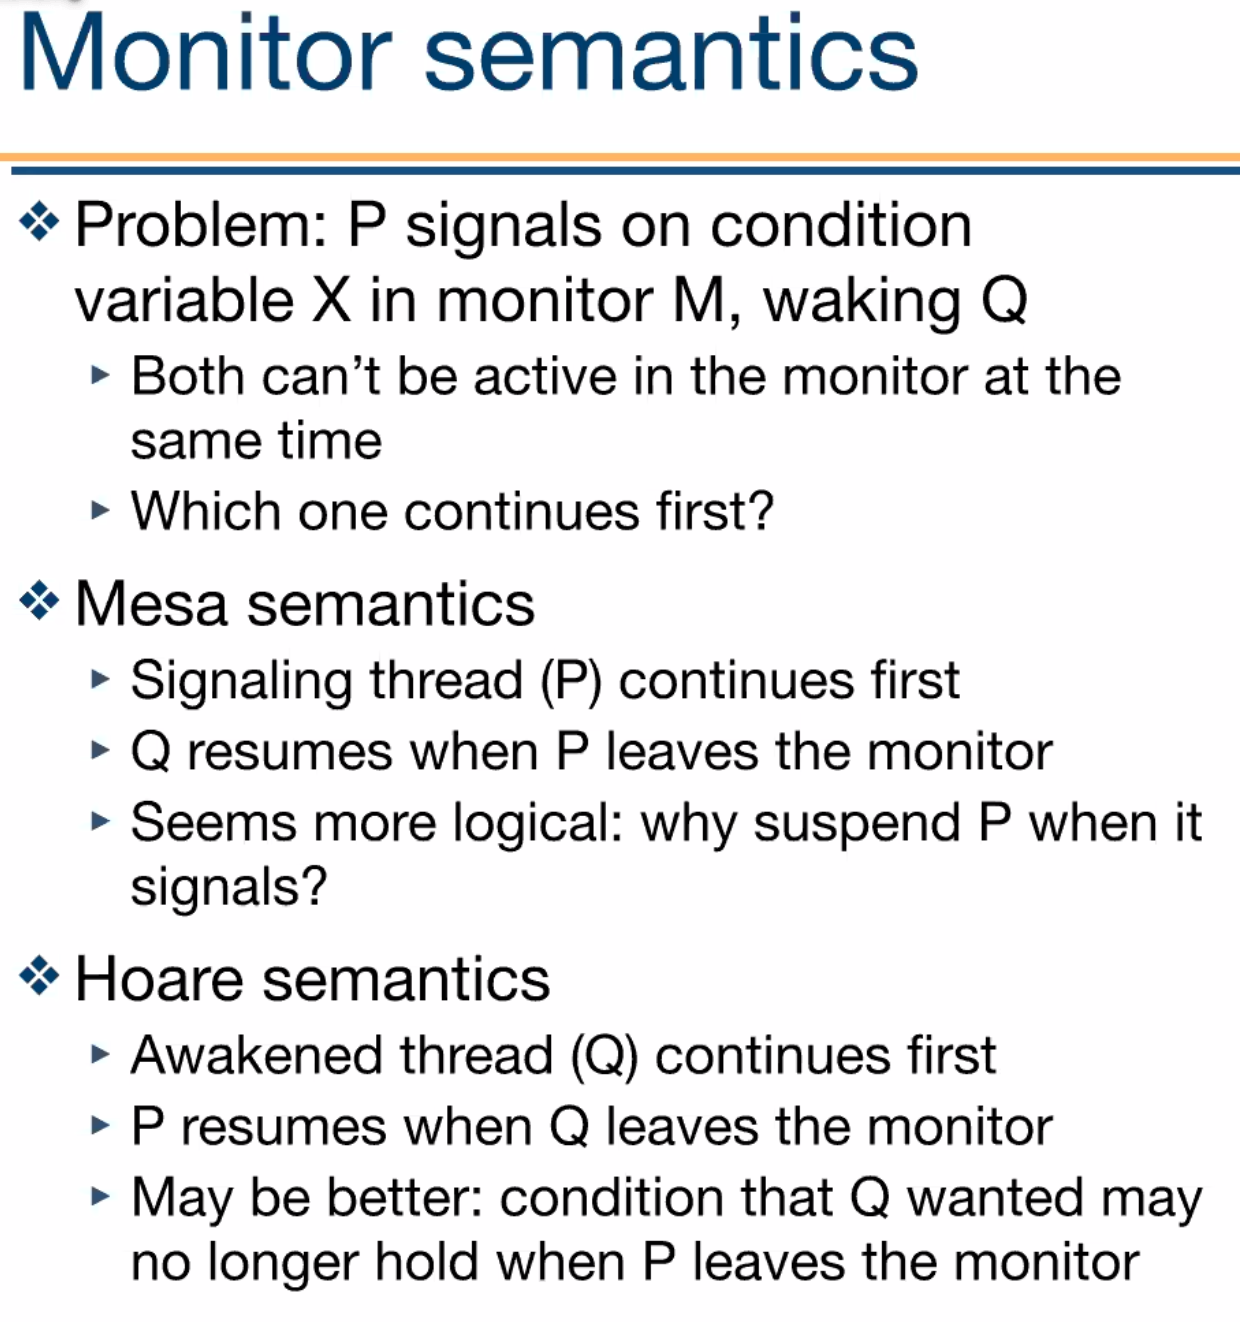 Monitor semantics
❖ Problem: P signals on condition
variable X in monitor M, waking Q
▸ Both can’t be active in the monitor at the
same time
▸ Which one continues first?
❖ Mesa semantics
▸ Signaling thread (P) continues first
▸ Q resumes when P leaves the monitor
▸ Seems more logical: why suspend P when it
signals?
❖ Hoare semantics
▸ Awakened thread (Q) continues first
▸ P resumes when Q leaves the monitor
▸ May be better: condition that Q wanted may
no longer hold when P leaves the monitor